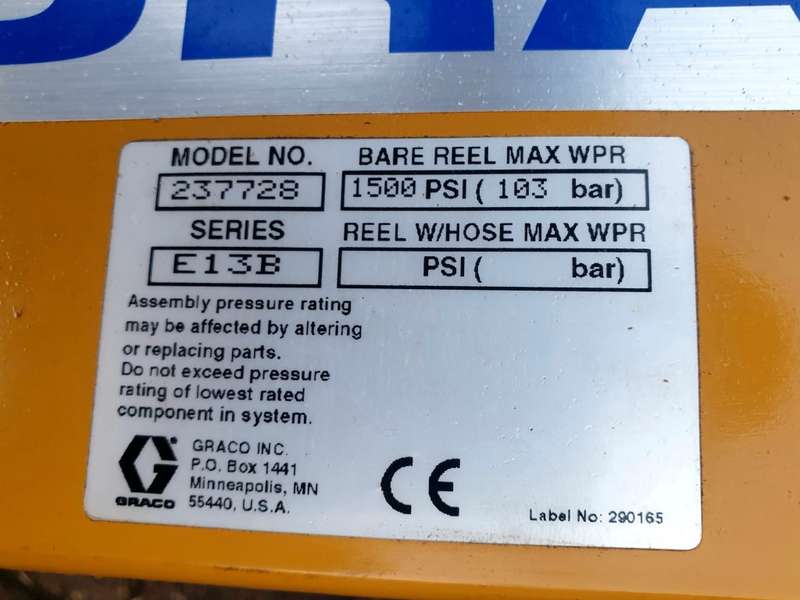 MODEL NO.
237728
BARE REEL MAX WPR
1500 PSI ( 103 bar)
SERIES
E13B
REEL W/HOSE MAX WPR
PSI ( bar)
Assembly pressure rating
may be affected by altering
or replacing parts.
Do not exceed pressure
rating of lowest rated
component in system.
GRACO
GRACO INC.
P.O. Box 1441
Minneapolis, MN
55440, U.S.A.
CE
Label No: 290165